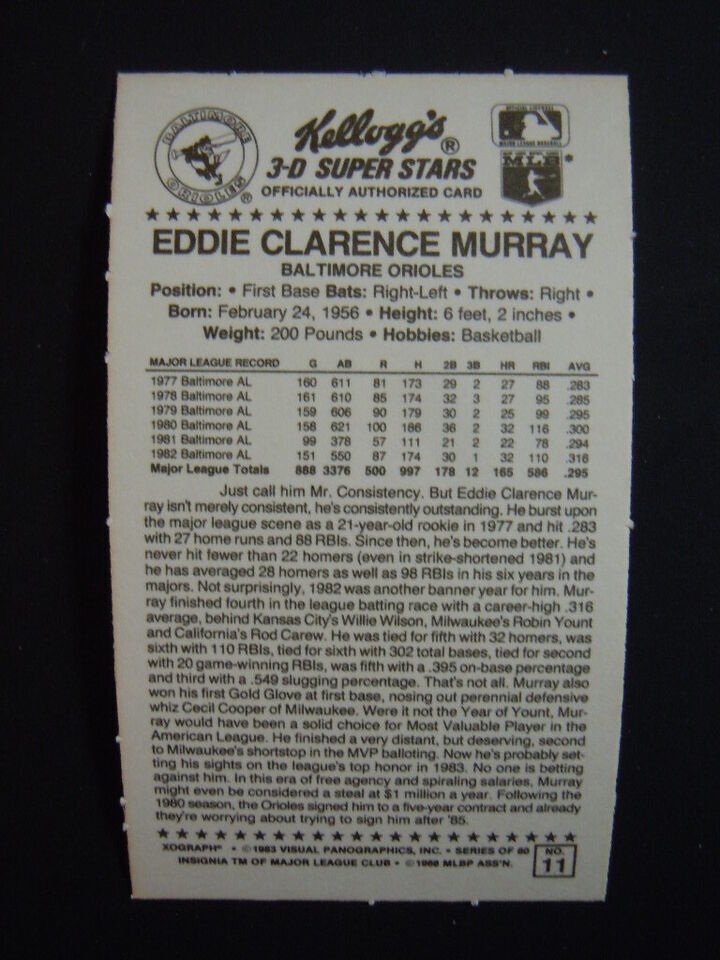 BALTIMORE
ORIOLES
®
Kellogg's®
3-D SUPER STARS
OFFICIALLY AUTHORIZED CARD
OFFICIAL LICENSEE
MAJOR LEAGUE BASEBALL
MLB
★★★★★★★★★★★★★★★★★★★★★★★
EDDIE CLARENCE MURRAY
BALTIMORE ORIOLES
Position: • First Base Bats: Right-Left • Throws: Right •
Born: February 24, 1956 • Height: 6 feet, 2 inches •
Weight: 200 Pounds • Hobbies: Basketball
MAJOR LEAGUE RECORD G AB R H 2B 3B HR RBI AVG
1977 Baltimore AL 160 611 81 173 29 2 27 88 .283
1978 Baltimore AL 161 610 85 174 32 3 27 95 .285
1979 Baltimore AL 159 606 90 179 30 2 25 99 .295
1980 Baltimore AL 158 621 100 186 36 2 32 116 .300
1981 Baltimore AL 99 378 57 111 21 2 22 78 .294
1982 Baltimore AL 151 550 87 174 30 1 32 110 .316
Major League Totals 888 3376 500 997 178 12 165 586 .295
Just call him Mr. Consistency. But Eddie Clarence Mur-
ray isn't merely consistent, he's consistently outstanding. He burst upon
the major league scene as a 21-year-old rookie in 1977 and hit .283
with 27 home runs and 88 RBIs. Since then, he's become better. He's
never hit fewer than 22 homers (even in strike-shortened 1981) and
he has averaged 28 homers as well as 98 RBIs in his six years in the
majors. Not surprisingly, 1982 was another banner year for him. Mur-
ray finished fourth in the league batting race with a career-high .316
average, behind Kansas City's Willie Wilson, Milwaukee's Robin Yount
and California's Rod Carew. He was tied for fifth with 32 homers, was
sixth with 110 RBIs, tied for sixth with 302 total bases, tied for second
with 20 game-winning RBIs, was fifth with a .395 on-base percentage
and third with a .549 slugging percentage. That's not all. Murray also
won his first Gold Glove at first base, nosing out perennial defensive
whiz Cecil Cooper of Milwaukee. Were it not the Year of Yount, Mur-
ray would have been a solid choice for Most Valuable Player in the
American League. He finished a very distant, but deserving, second
to Milwaukee's shortstop in the MVP balloting. Now he's probably set-
ting his sights on the league's top honor in 1983. No one is betting
against him. In this era of free agency and spiraling salaries, Murray
might even be considered a steal at $1 million a year. Following the
1980 season, the Orioles signed him to a five-year contract and already
they're worrying about trying to sign him after '85.
★★★★★★★★★★★★★★★★★★★★★★★
XOGRAPH® • ©1983 VISUAL PANOGRAPHICS, INC. • SERIES OF 60
INSIGNIA TM OF MAJOR LEAGUE CLUB • ©1966 MLBP ASS'N.
NO.
11